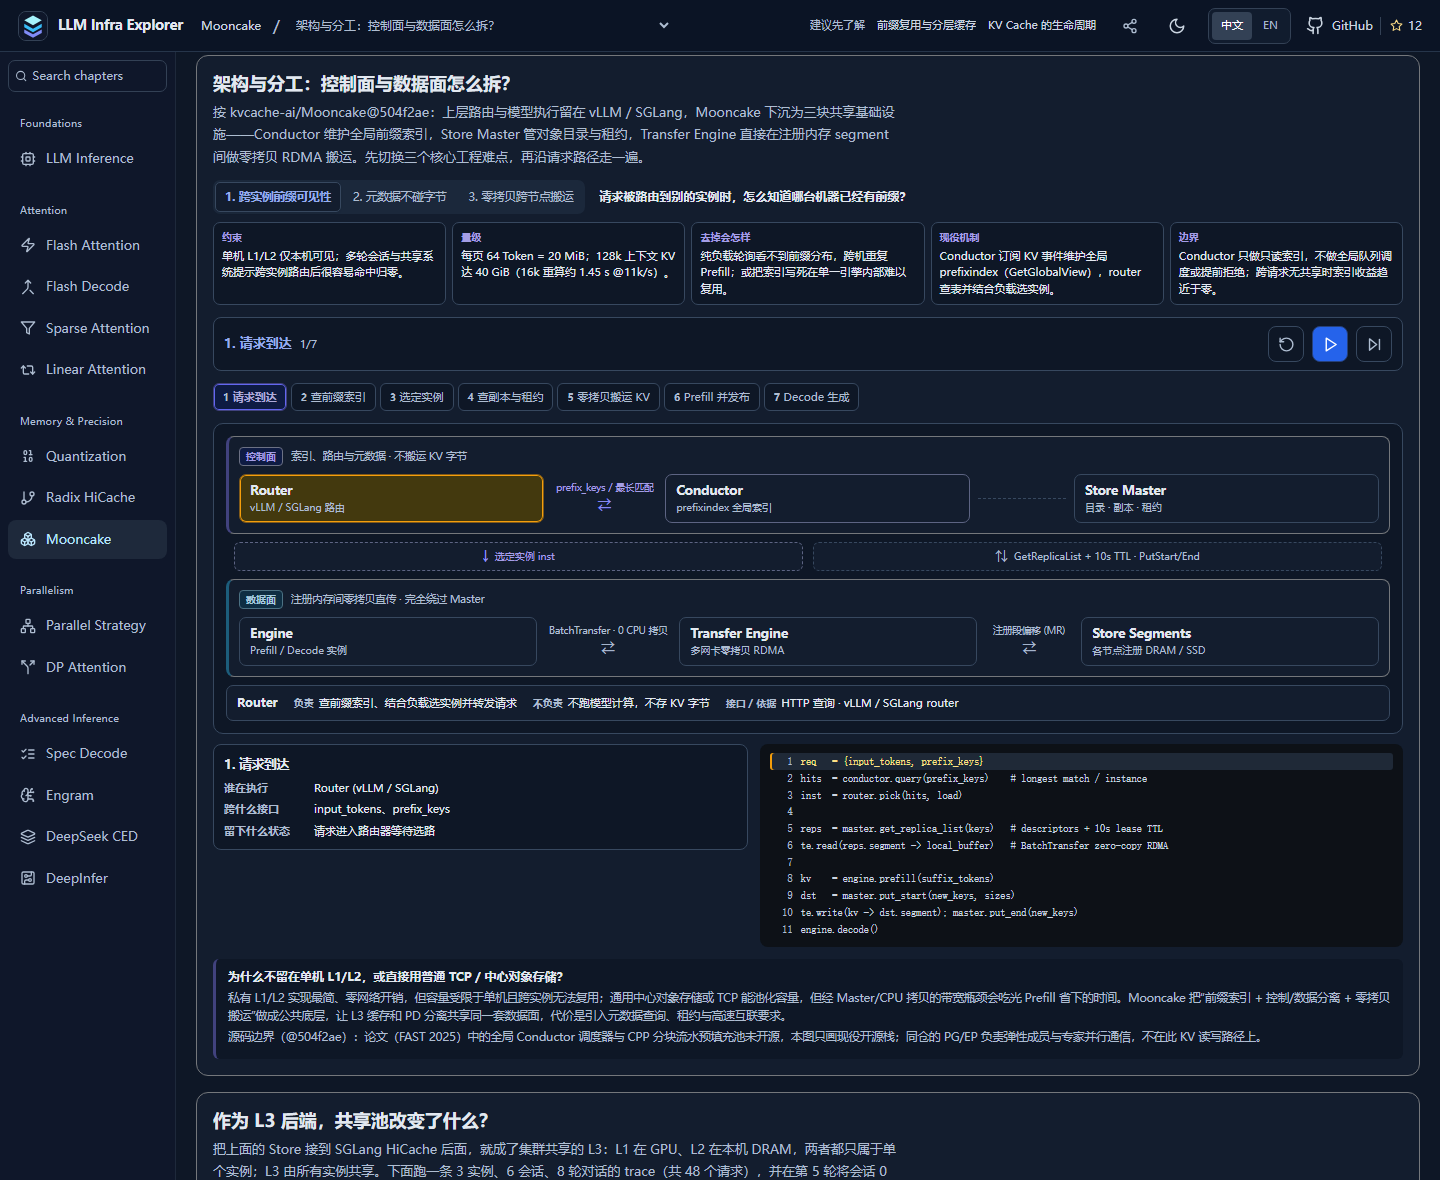 LLM Infra Explorer
Mooncake / 架构与分工：控制面与数据面怎么拆？
建议先了解 前缀复用与分层缓存 KV Cache 的生命周期
中文 EN
GitHub 12
Search chapters
Foundations
LLM Inference
Attention
Flash Attention
Flash Decode
Sparse Attention
Linear Attention
Memory & Precision
Quantization
Radix HiCache
Mooncake
Parallelism
Parallel Strategy
DP Attention
Advanced Inference
Spec Decode
Engram
DeepSeek CED
DeepInfer
架构与分工：控制面与数据面怎么拆？
按 kvcache-ai/Mooncake@504f2ae：上层路由与模型执行留在 vLLM / SGLang，Mooncake 下沉为三块共享基础设
施——Conductor 维护全局前缀索引，Store Master 管对象目录与租约，Transfer Engine 直接在注册内存 segment
间做零拷贝 RDMA 搬运。先切换三个核心工程难点，再沿请求路径走一遍。
1. 跨实例前缀可见性 2. 元数据不碰字节 3. 零拷贝跨节点搬运 请求被路由到别的实例时，怎么知道哪台机器已经有前缀？
约束
单机 L1/L2 仅本机可见；多轮会话与共享系
统提示跨实例路由后很容易命中归零。
量级
每页 64 Token = 20 MiB；128k 上下文 KV
达 40 GiB（16k 重算约 1.45 s @11k/s）。
去掉会怎样
纯负载轮询看不到前缀分布，跨机重复
Prefill；或把索引写死在单一引擎内部难以
复用。
现役机制
Conductor 订阅 KV 事件维护全局
prefixindex（GetGlobalView），router
查表并结合负载选实例。
边界
Conductor 只做只读索引，不做全局队列调
度或提前拒绝；跨请求无共享时索引收益趋
近于零。
1. 请求到达 1/7
1 请求到达 2 查前缀索引 3 选定实例 4 查副本与租约 5 零拷贝搬运 KV 6 Prefill 并发布 7 Decode 生成
控制面 索引、路由与元数据 · 不搬运 KV 字节
Router
vLLM / SGLang 路由
prefix_keys / 最长匹配
Conductor
prefixindex 全局索引
Store Master
目录 · 副本 · 租约
↓ 选定实例 inst
⇅ GetReplicaList + 10s TTL · PutStart/End
数据面 注册内存间零拷贝直传 · 完全绕过 Master
Engine
Prefill / Decode 实例
BatchTransfer · 0 CPU 拷贝
Transfer Engine
多网卡零拷贝 RDMA
注册段偏移 (MR)
Store Segments
各节点注册 DRAM / SSD
Router 负责 查前缀索引、结合负载选实例并转发请求 不负责 不跑模型计算，不存 KV 字节 接口 / 依据 HTTP 查询 · vLLM / SGLang router
1. 请求到达
谁在执行 Router (vLLM / SGLang)
跨什么接口 input_tokens、prefix_keys
留下什么状态 请求进入路由器等待选路
1 req = {input_tokens, prefix_keys}
2 hits = conductor.query(prefix_keys) # longest match / instance
3 inst = router.pick(hits, load)
4
5 reps = master.get_replica_list(keys) # descriptors + 10s lease TTL
6 te.read(reps.segment -> local_buffer) # BatchTransfer zero-copy RDMA
7
8 kv = engine.prefill(suffix_tokens)
9 dst = master.put_start(new_keys, sizes)
10 te.write(kv -> dst.segment); master.put_end(new_keys)
11 engine.decode()
为什么不留在单机 L1/L2，或直接用普通 TCP / 中心对象存储？
私有 L1/L2 实现最简、零网络开销，但容量受限于单机且跨实例无法复用；通用中心对象存储或 TCP 能池化容量，但经 Master/CPU 拷贝的带宽瓶颈会吃光 Prefill 省下的时间。Mooncake 把“前缀索引 + 控制/数据分离 + 零拷贝
搬运”做成公共底层，让 L3 缓存和 PD 分离共享同一套数据面，代价是引入元数据查询、租约与高速互联要求。
源码边界（@504f2ae）：论文（FAST 2025）中的全局 Conductor 调度器与 CPP 分块流水预填充池未开源，本图只画现役开源栈；同仓的 PG/EP 负责弹性成员与专家并行通信，不在此 KV 读写路径上。
作为 L3 后端，共享池改变了什么？
把上面的 Store 接到 SGLang HiCache 后面，就成了集群共享的 L3：L1 在 GPU、L2 在本机 DRAM，两者都只属于单
个实例；L3 由所有实例共享。下面跑一条 3 实例、6 会话、8 轮对话的 trace（共 48 个请求），并在第 5 轮将会话 0